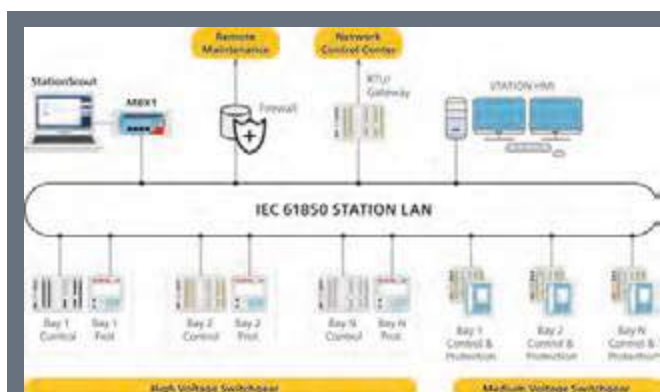 Remote
Maintenance
Network
Control Center
StationScout
MBX1
Firewall
RTU/
Gateway
STATION HMI
IEC 61850 STATION LAN
Bay 1
Control
Bay 1
Prot.
Bay 2
Control
Bay 2
Prot.
Bay N
Control
Bay N
Prot.
Bay 1
Control &
Protection
Bay 2
Control &
Protection
Bay N
Control &
Protection
High Voltage Switchgear
Medium Voltage Switchgear